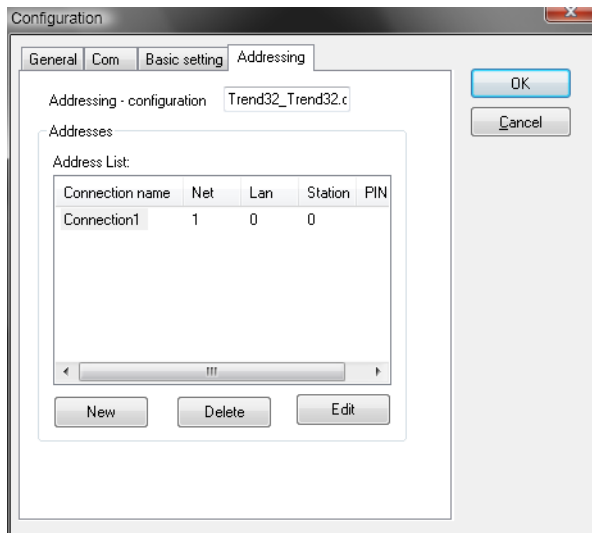 Configuration
General Com Basic setting Addressing
Addressing - configuration Trend32_Trend32.c
OK
Cancel
Addresses
Address List:
Connection name Net Lan Station PIN
Connection1 1 0 0
New Delete Edit